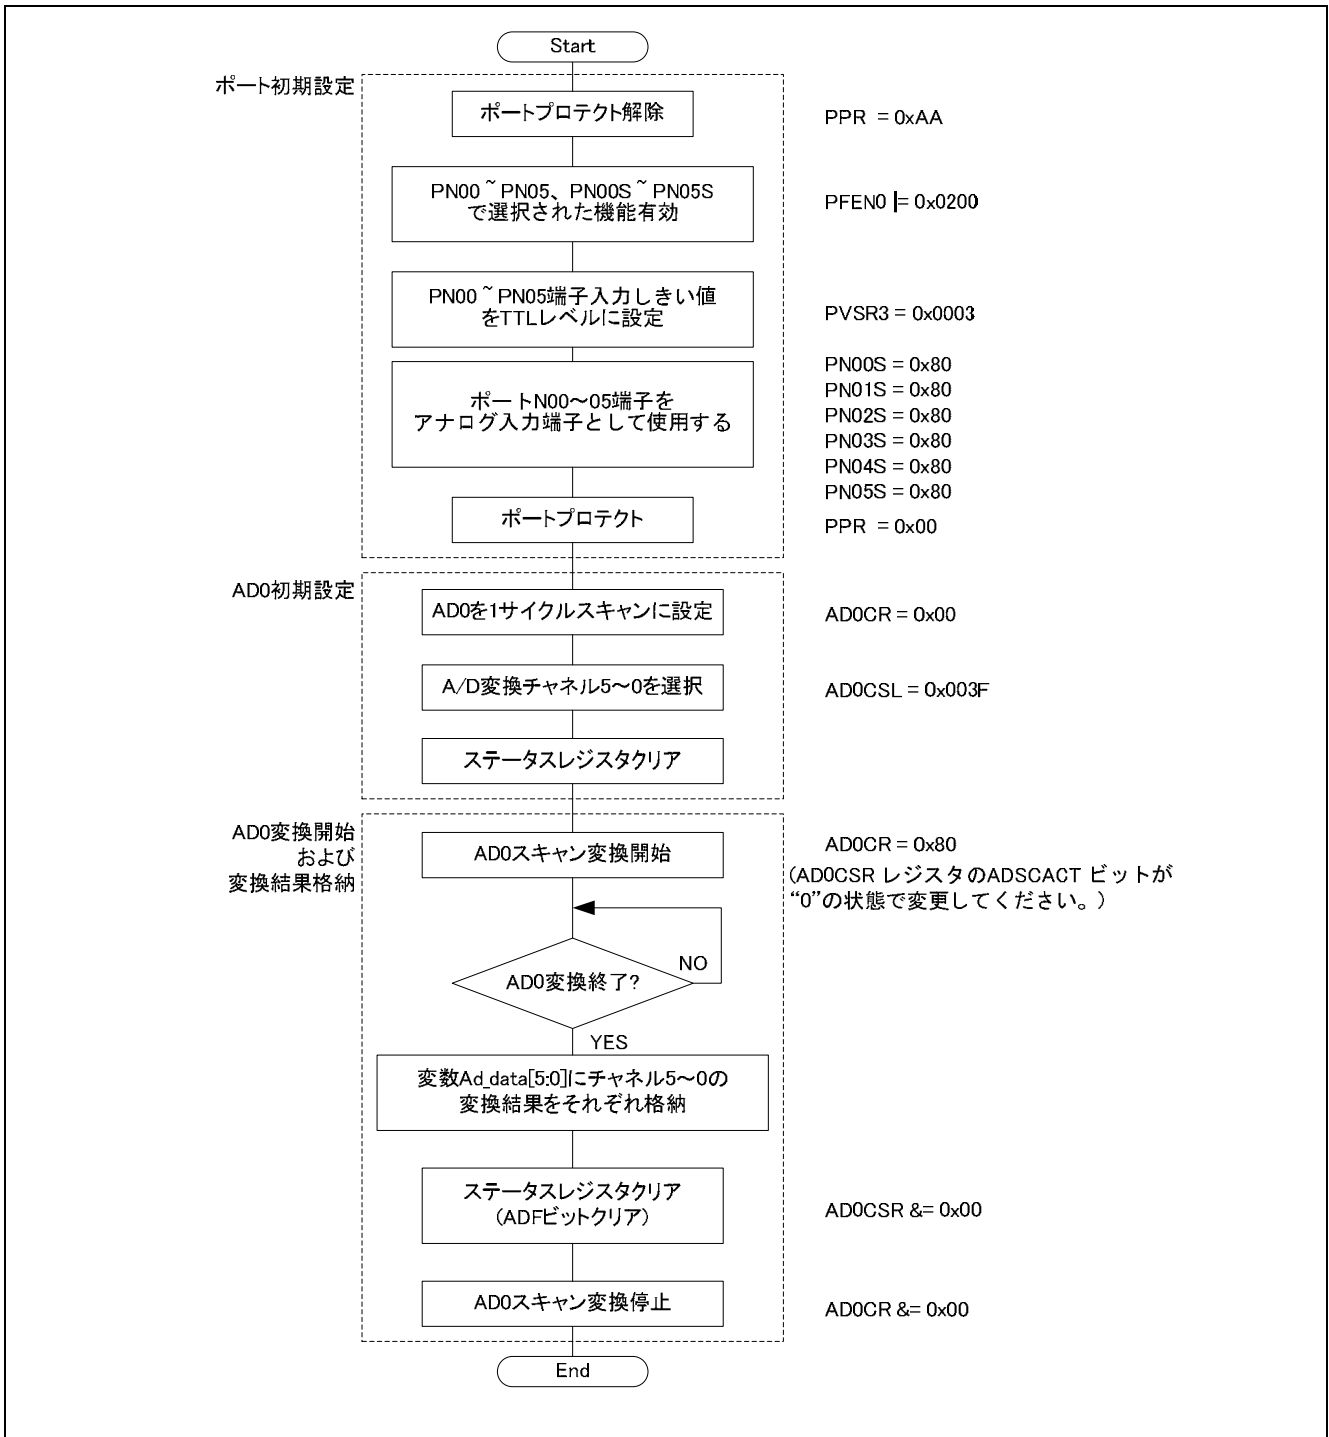 Start
ポート初期設定
ポートプロテクト解除
PPR = 0xAA
PN00~PN05、PN00S~PN05S
で選択された機能有効
PFEN0 |= 0x0200
PN00~PN05端子入力しきい値
をTTLレベルに設定
PVSR3 = 0x0003
ポートN00～05端子を
アナログ入力端子として使用する
PN00S = 0x80
PN01S = 0x80
PN02S = 0x80
PN03S = 0x80
PN04S = 0x80
PN05S = 0x80
ポートプロテクト
PPR = 0x00
AD0初期設定
AD0を1サイクルスキャンに設定
AD0CR = 0x00
A/D変換チャネル5～0を選択
AD0CSL = 0x003F
ステータスレジスタクリア
AD0変換開始
および
変換結果格納
AD0スキャン変換開始
AD0CR = 0x80
(AD0CSR レジスタのADSCACT ビットが
“0”の状態で変更してください。)
AD0変換終了?
NO
YES
変数Ad_data[5:0]にチャネル5～0の
変換結果をそれぞれ格納
ステータスレジスタクリア
(ADFビットクリア)
AD0CSR &= 0x00
AD0スキャン変換停止
AD0CR &= 0x00
End